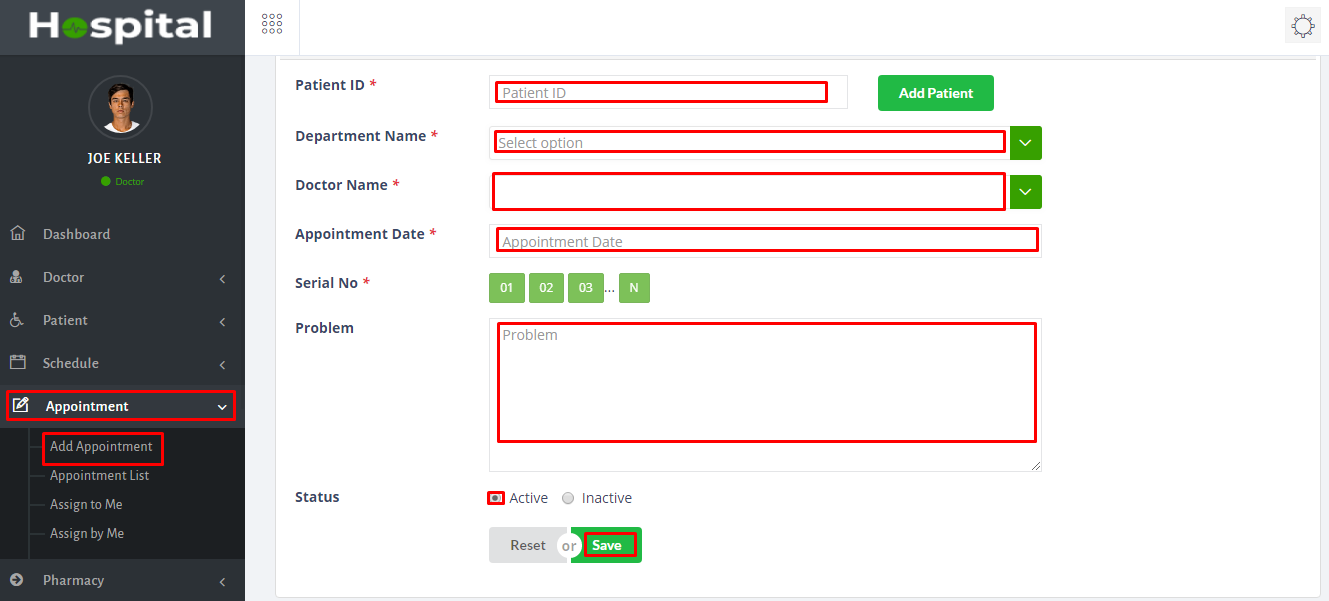 Hospital
JOE KELLER
Doctor
Dashboard
Doctor
Patient
Schedule
Appointment
Add Appointment
Appointment List
Assign to Me
Assign by Me
Pharmacy
Patient ID *
Patient ID
Add Patient
Department Name *
Select option
Doctor Name *
Appointment Date *
Appointment Date
Serial No *
01 02 03 ... N
Problem
Problem
Status
Active Inactive
Reset or Save